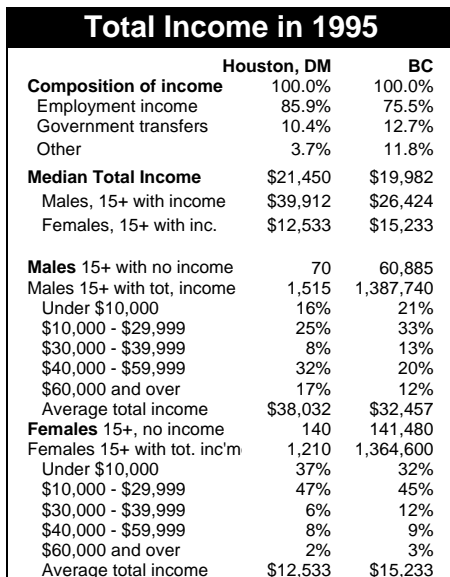 Total Income in 1995
Houston, DM BC
Composition of income 100.0% 100.0%
Employment income 85.9% 75.5%
Government transfers 10.4% 12.7%
Other 3.7% 11.8%
Median Total Income $21,450 $19,982
Males, 15+ with income $39,912 $26,424
Females, 15+ with inc. $12,533 $15,233
Males 15+ with no income 70 60,885
Males 15+ with tot, income 1,515 1,387,740
Under $10,000 16% 21%
$10,000 - $29,999 25% 33%
$30,000 - $39,999 8% 13%
$40,000 - $59,999 32% 20%
$60,000 and over 17% 12%
Average total income $38,032 $32,457
Females 15+, no income 140 141,480
Females 15+ with tot. inc'm 1,210 1,364,600
Under $10,000 37% 32%
$10,000 - $29,999 47% 45%
$30,000 - $39,999 6% 12%
$40,000 - $59,999 8% 9%
$60,000 and over 2% 3%
Average total income $12,533 $15,233